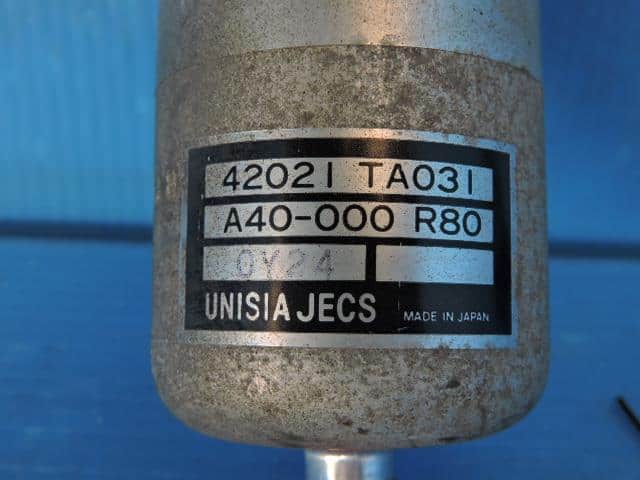 42021 TA031
A40-000 R80
0Y24
UNISIA JECS MADE IN JAPAN